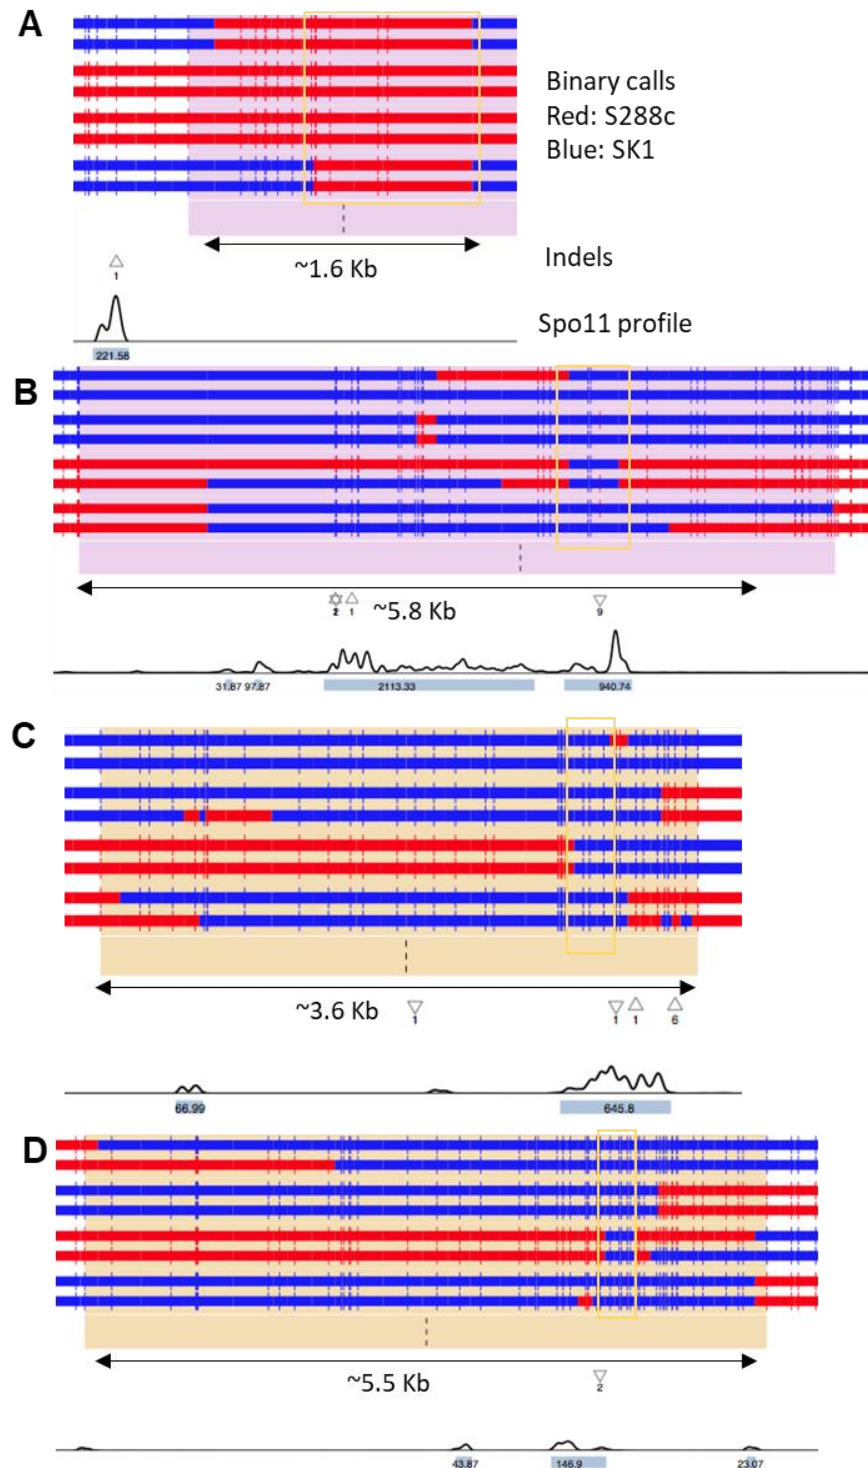 A
Binary calls
Red: S288c
Blue: SK1
~1.6 Kb
Indels
1
Spo11 profile
221.58
B
~5.8 Kb
1
9
31.87 97.87
2113.33
940.74
C
~3.6 Kb
1
1
1
6
66.99
645.8
D
~5.5 Kb
2
43.87
146.9
23.07